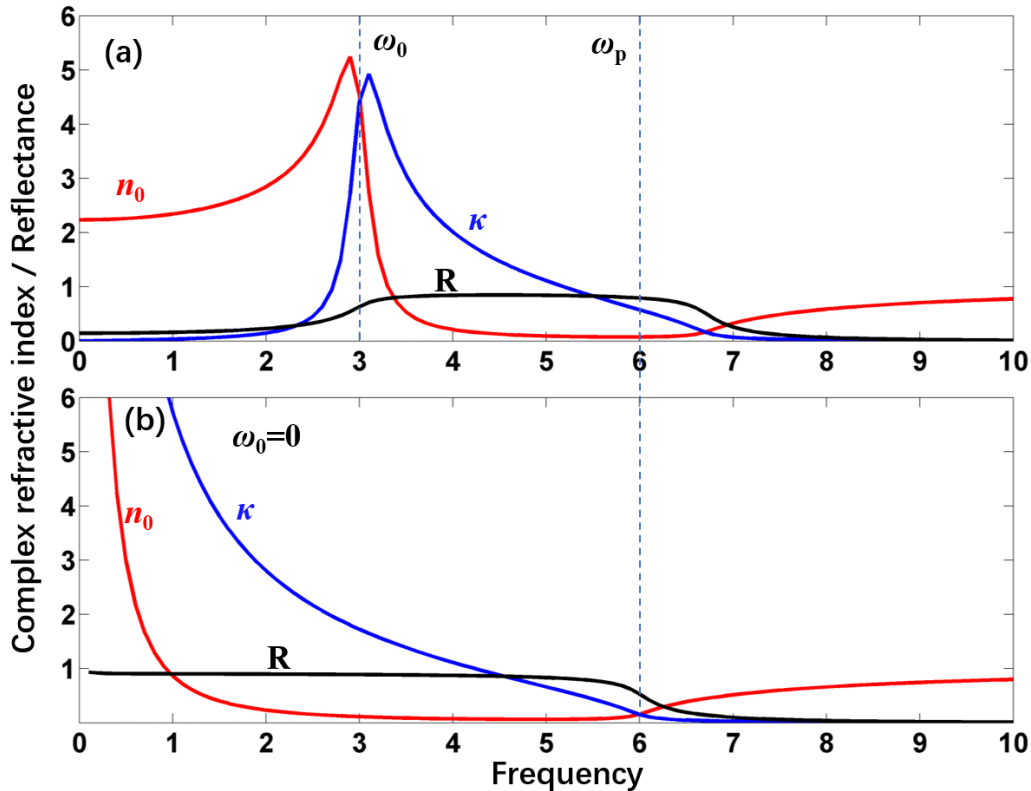 Complex refractive index / Reflectance
6
5
4
3
2
1
0
(a)
ω₀
ωₚ
n₀
κ
R
0 1 2 3 4 5 6 7 8 9 10
6
5
4
3
2
1
(b)
ω₀=0
n₀
κ
R
0 1 2 3 4 5 6 7 8 9 10
Frequency